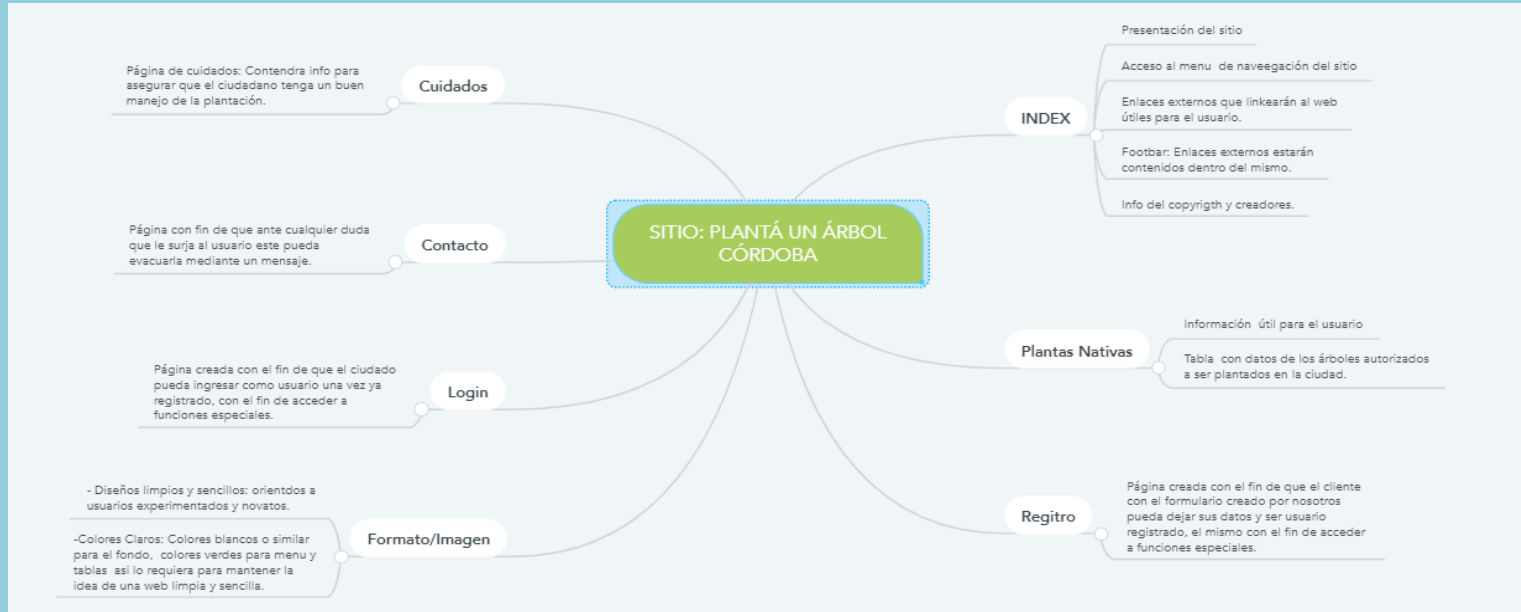 SITIO: PLANTÁ UN ÁRBOL
CÓRDOBA
Cuidados
Página de cuidados: Contendra info para
asegurar que el ciudadano tenga un buen
manejo de la plantación.
Contacto
Página con fin de que ante cualquier duda
que le surja al usuario este pueda
evacuarla mediante un mensaje.
Login
Página creada con el fin de que el ciudado
pueda ingresar como usuario una vez ya
registrado, con el fin de acceder a
funciones especiales.
Formato/Imagen
- Diseños limpios y sencillos: orientdos a
usuarios experimentados y novatos.
-Colores Claros: Colores blancos o similar
para el fondo, colores verdes para menu y
tablas asi lo requiera para mantener la
idea de una web limpia y sencilla.
INDEX
Presentación del sitio
Acceso al menu de naveegación del sitio
Enlaces externos que linkearán al web
útiles para el usuario.
Footbar: Enlaces externos estarán
contenidos dentro del mismo.
Info del copyrigth y creadores.
Plantas Nativas
Información útil para el usuario
Tabla con datos de los árboles autorizados
a ser plantados en la ciudad.
Regitro
Página creada con el fin de que el cliente
con el formulario creado por nosotros
pueda dejar sus datos y ser usuario
registrado, el mismo con el fin de acceder
a funciones especiales.